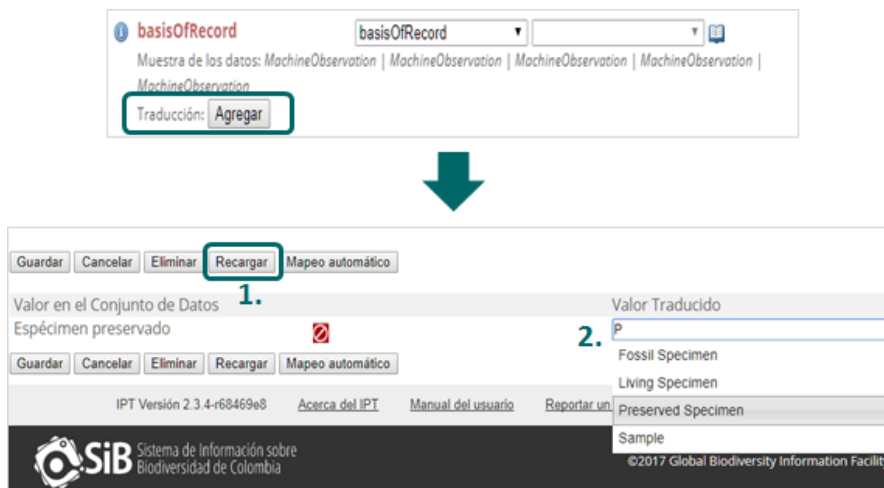 basisOfRecord basisOfRecord
Muestra de los datos: MachineObservation | MachineObservation | MachineObservation | MachineObservation |
MachineObservation
Traducción: Agregar
Guardar Cancelar Eliminar Recargar Mapeo automático
1.
Valor en el Conjunto de Datos Valor Traducido
Espécimen preservado
2. P
Fossil Specimen
Guardar Cancelar Eliminar Recargar Mapeo automático
Living Specimen
IPT Versión 2.3.4-r68469e8 Acerca del IPT Manual del usuario Reportar un
Preserved Specimen
Sample
SiB Sistema de Información sobre
Biodiversidad de Colombia
©2017 Global Biodiversity Information Facility